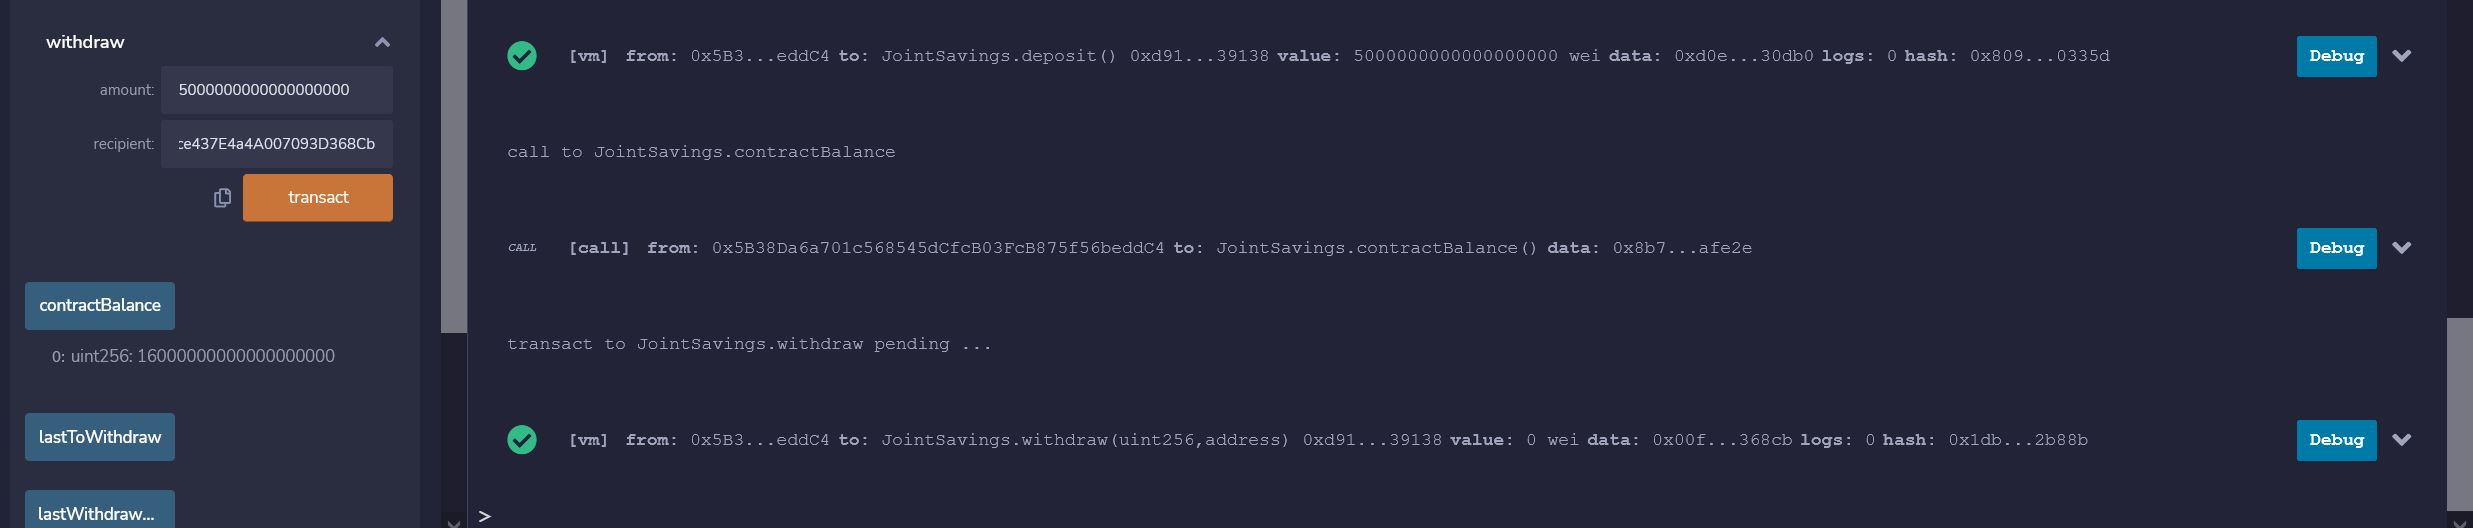 withdraw
amount: 5000000000000000000
recipient: ce437E4a4A007093D368Cb
transact
contractBalance
0: uint256: 16000000000000000000
lastToWithdraw
lastWithdraw...
[vm] from: 0x5B3...eddC4 to: JointSavings.deposit() 0xd91...39138 value: 5000000000000000000 wei data: 0xd0e...30db0 logs: 0 hash: 0x809...0335d
Debug
call to JointSavings.contractBalance
CALL [call] from: 0x5B38Da6a701c568545dCfcB03FcB875f56beddC4 to: JointSavings.contractBalance() data: 0x8b7...afe2e
Debug
transact to JointSavings.withdraw pending ...
[vm] from: 0x5B3...eddC4 to: JointSavings.withdraw(uint256,address) 0xd91...39138 value: 0 wei data: 0x00f...368cb logs: 0 hash: 0x1db...2b88b
Debug
>